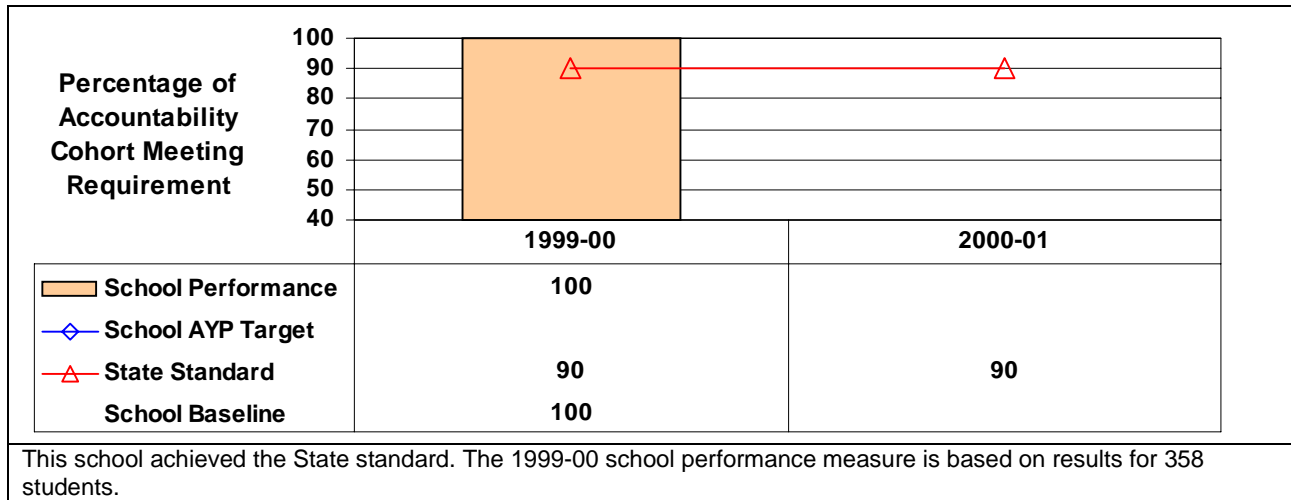 Percentage of
Accountability
Cohort Meeting
Requirement
100
90
80
70
60
50
40
1999-00 2000-01
School Performance 100
School AYP Target
State Standard 90 90
School Baseline 100
This school achieved the State standard. The 1999-00 school performance measure is based on results for 358
students.